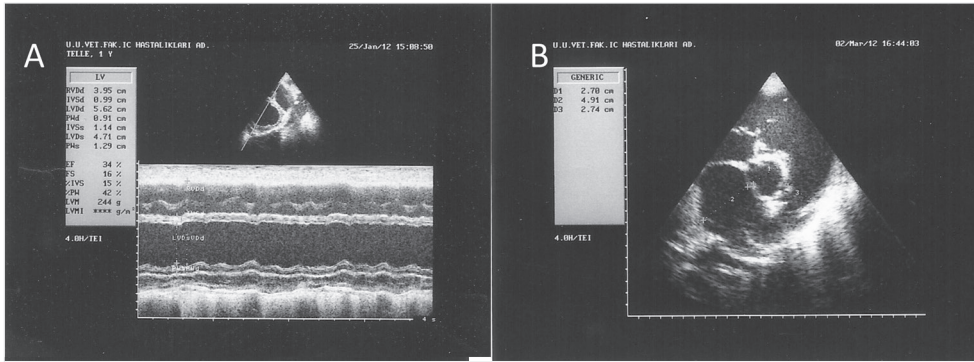 A
U.U.VET.FAK.IC HASTALIKLARI AD.
25/Jan/12 15:08:50
TELLE, 1 Y
LV
RVDd 3.95 cm
IVSd 0.99 cm
LVDd 5.62 cm
PWd 0.91 cm
IVSs 1.14 cm
LVDs 4.71 cm
PWs 1.29 cm
EF 34 %
FS 16 %
%IVS 15 %
%PW 42 %
LVM 244 g
LVMI **** g/m²
4.0H/TEI
4 s
B
U.U.VET.FAK.IC HASTALIKLARI AD.
02/Mar/12 16:44:03
GENERIC
D1 2.70 cm
D2 4.91 cm
D3 2.74 cm
4.0H/TEI
2